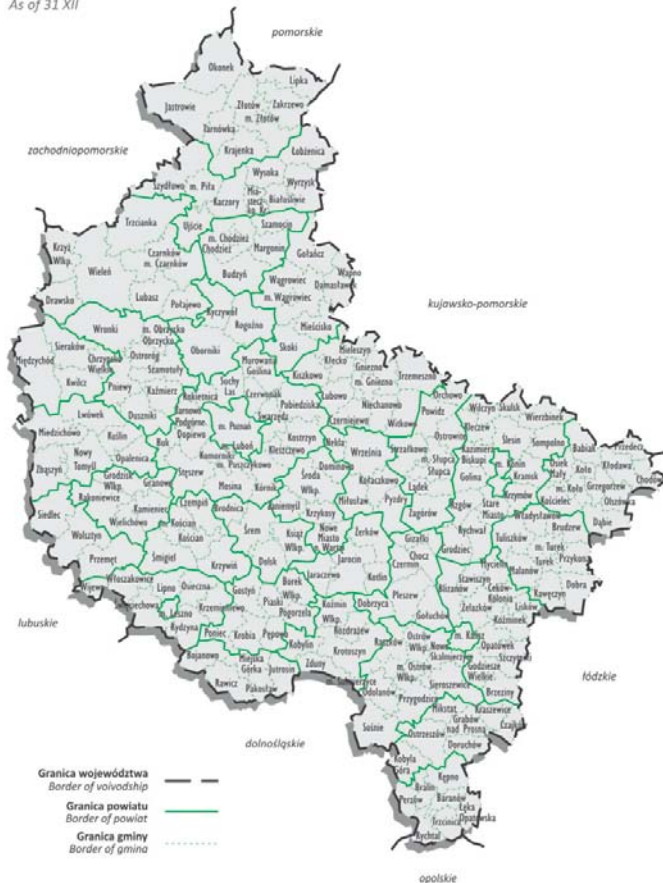 As of 31 XII
pomorskie
Okonek
Lipka
Jastrowie
Złotów
Zakrzewo
m. Złotów
Tarnówka
Krajenka
Łobżenica
zachodniopomorskie
Wysoka
Szydłowo
m. Piła
Wyrzysk
Kaczory
Białośliwie
Trzcianka
Ujście
Szamocin
m. Chodzież
Chodzież
Margonin
Gołańcz
Krzyż
Wlkp.
Czarnków
m. Czarnków
Wieleń
Budzyń
Wągrowiec
Wapno
Damasławek
m. Wągrowiec
Drawsko
Lubasz
Połajewo
Ryczywół
kujawsko-pomorskie
Rogoźno
Mieścisko
Wronki
m. Obrzycko
Obrzycko
Sieraków
Oborniki
Skoki
Mieleszyn
Międzychód
Ostroróg
Murowana
Goślina
Kłecko
Gniezno
m. Gniezno
Trzemeszno
Kwilcz
Pniewy
Szamotuły
Kiszkowo
Kaźmierz
Rokietnica
Suchy
Las
Czerwonak
Łubowo
Niechanowo
Orchowo
Lwówek
Duszniki
Tarnowo
Podgórne
Pobiedziska
Czerniejewo
Witkowo
Powidz
Wilczyn
Skulsk
Wierzbinek
Miedzichowo
Kuślin
Buk
Dopiewo
m. Poznań
Swarzędz
Kostrzyn
Nekla
Września
Strzałkowo
Ostrowite
Kleczew
Ślesin
Sompolno
Babiak
Przedecz
Nowy
Tomyśl
Opalenica
Komorniki
m. Luboń
m. Puszczykowo
Kleszczewo
Słupca
m. Słupca
Kazimierz
Biskupi
m. Konin
Osiek
Mały
Koło
m. Koło
Kłodawa
Chodów
Zbąszyń
Grodzisk
Wlkp.
Granowo
Stęszew
Mosina
Kórnik
Środa
Wlkp.
Dominowo
Kołaczkowo
Golina
Kramsk
Grzegorzew
Olszówka
Siedlec
Rakoniewice
Kamieniec
Czempiń
Brodnica
Zaniemyśl
Krzykosy
Miłosław
Pyzdry
Lądek
Zagórów
Rzgów
Stare
Miasto
Krzymów
Kościelec
Dąbie
Wolsztyn
Wielichowo
m. Kościan
Kościan
Śrem
Książ
Wlkp.
Nowe
Miasto
n. Wartą
Żerków
Gizałki
Rychwał
Tuliszków
Władysławów
Brudzew
Przemęt
Śmigiel
Krzywiń
Dolsk
Jaraczewo
Jarocin
Chocz
Czermin
Grodziec
m. Turek
Turek
Przykona
Wijewo
Włoszakowice
Lipno
Osieczna
Gostyń
Borek
Wlkp.
Kotlin
Pleszew
Blizanów
Stawiszyn
Mycielin
Malanów
Kawęczyn
Dobra
lubuskie
m. Leszno
Krzemieniewo
Piaski
Pogorzela
Koźmin
Wlkp.
Dobrzyca
Gołuchów
Żelazków
Ceków-
Kolonia
Lisków
Koźminek
Rydzyna
Poniec
Krobia
Pępowo
Kobylin
Rozdrażew
Krotoszyn
Raszków
Ostrów
Wlkp.
m. Ostrów
Wlkp.
Nowe
Skalmierzyce
m. Kalisz
Opatówek
Szczytniki
łódzkie
Bojanowo
Miejska
Górka
Jutrosin
Zduny
Odolanów
Przygodzice
Sieroszewice
Godziesze
Wielkie
Brzeziny
Rawicz
Pakosław
Sośnie
Mikstat
Kraszewice
Czajków
dolnośląskie
Ostrzeszów
Grabów
nad Prosną
Doruchów
Granica województwa
Border of voivodship
Kobyla
Góra
Kępno
Granica powiatu
Border of powiat
Bralin
Perzów
Baranów
Łęka
Opatowska
Granica gminy
Border of gmina
Trzcinica
Rychtal
opolskie